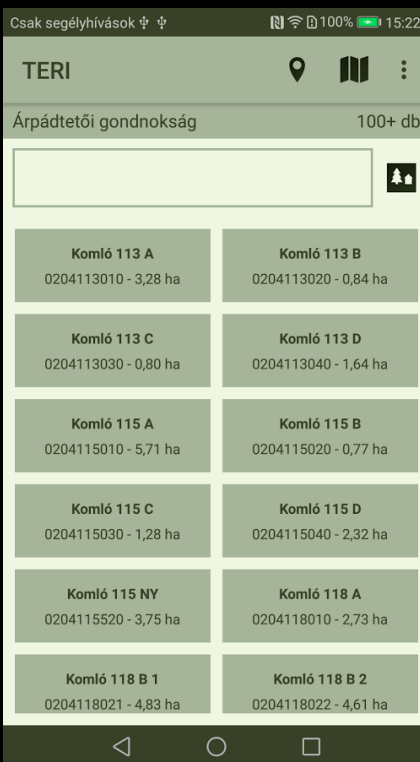 Csak segélyhívások 100% 15:22
TERI
Árpádtetői gondnokság 100+ db
Komló 113 A Komló 113 B
0204113010 - 3,28 ha 0204113020 - 0,84 ha
Komló 113 C Komló 113 D
0204113030 - 0,80 ha 0204113040 - 1,64 ha
Komló 115 A Komló 115 B
0204115010 - 5,71 ha 0204115020 - 0,77 ha
Komló 115 C Komló 115 D
0204115030 - 1,28 ha 0204115040 - 2,32 ha
Komló 115 NY Komló 118 A
0204115520 - 3,75 ha 0204118010 - 2,73 ha
Komló 118 B 1 Komló 118 B 2
0204118021 - 4,83 ha 0204118022 - 4,61 ha